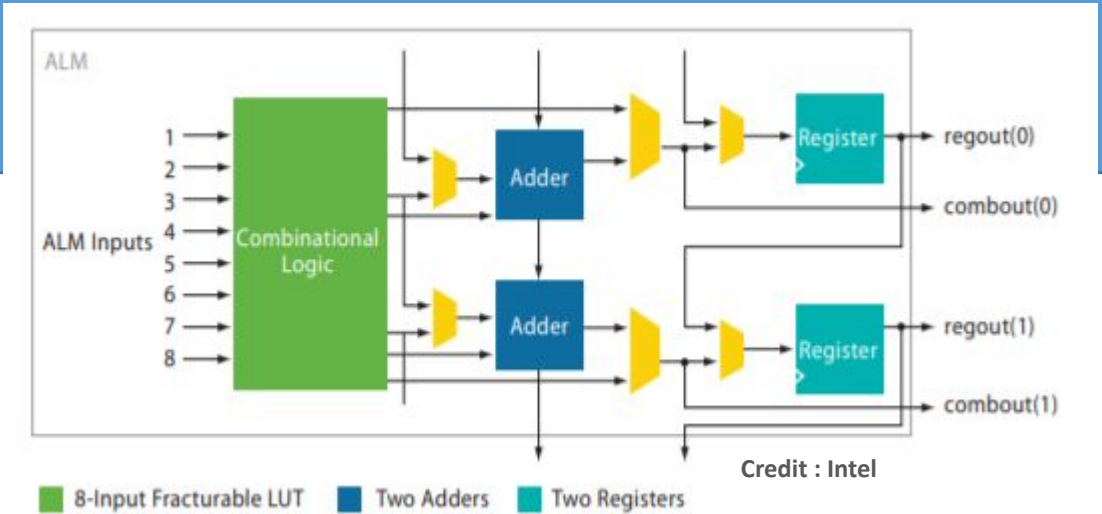 ALM
ALM Inputs
1
2
3
4
5
6
7
8
Combinational
Logic
Adder
Adder
Register
Register
regout(0)
combout(0)
regout(1)
combout(1)
Credit : Intel
8-Input Fracturable LUT
Two Adders
Two Registers